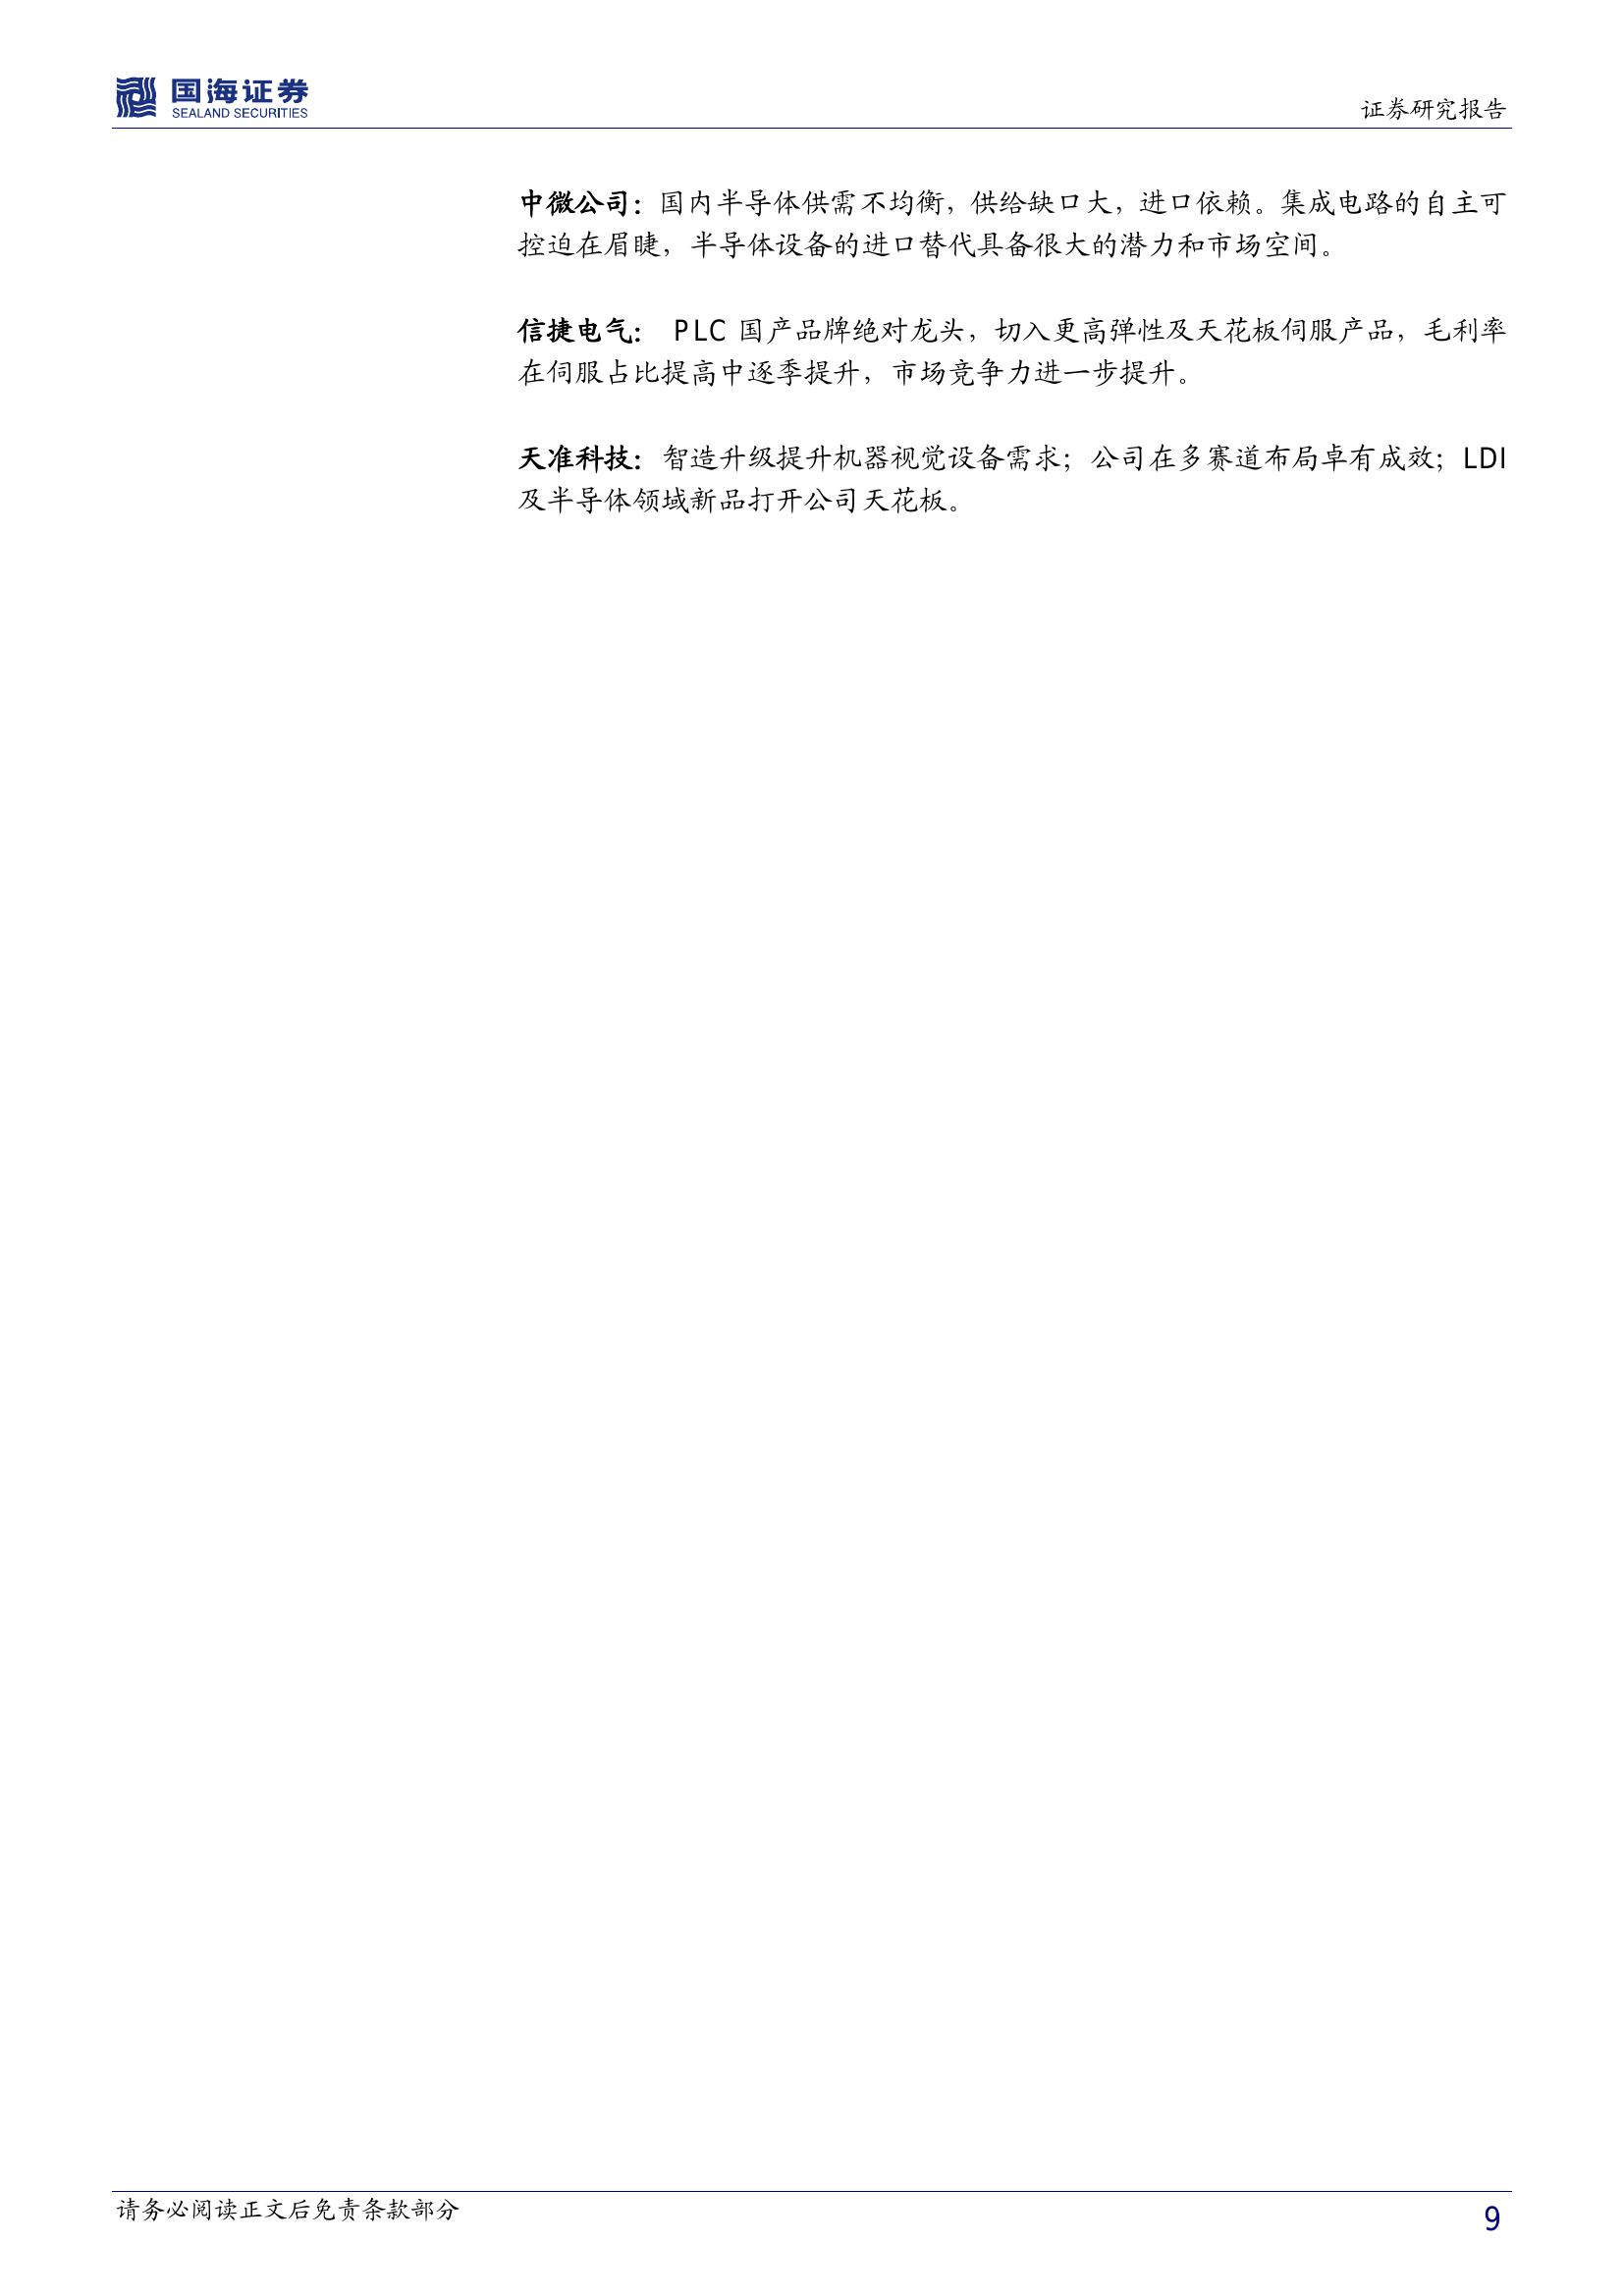 国海证券
SEALAND SECURITIES
证券研究报告
中微公司：国内半导体供需不均衡，供给缺口大，进口依赖。集成电路的自主可
控迫在眉睫，半导体设备的进口替代具备很大的潜力和市场空间。
信捷电气： PLC 国产品牌绝对龙头，切入更高弹性及天花板伺服产品，毛利率
在伺服占比提高中逐季提升，市场竞争力进一步提升。
天准科技：智造升级提升机器视觉设备需求；公司在多赛道布局卓有成效；LDI
及半导体领域新品打开公司天花板。
请务必阅读正文后免责条款部分
9